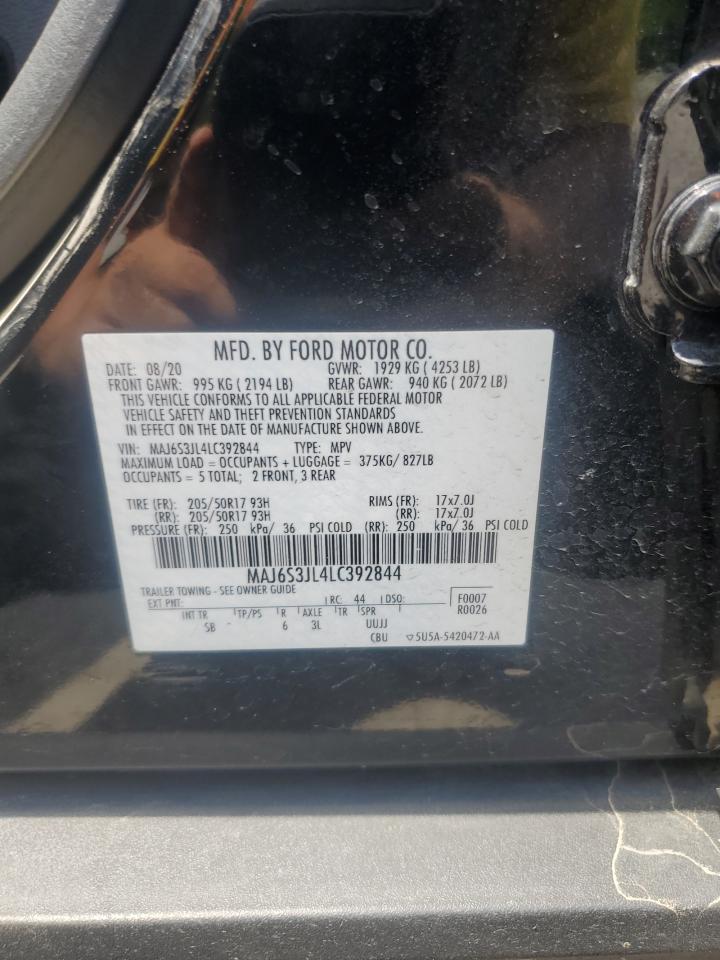 MFD. BY FORD MOTOR CO.
DATE: 08/20 GVWR: 1929 KG ( 4253 LB)
FRONT GAWR: 995 KG ( 2194 LB) REAR GAWR: 940 KG ( 2072 LB)
THIS VEHICLE CONFORMS TO ALL APPLICABLE FEDERAL MOTOR
VEHICLE SAFETY AND THEFT PREVENTION STANDARDS
IN EFFECT ON THE DATE OF MANUFACTURE SHOWN ABOVE.
VIN: MAJ6S3JL4LC392844 TYPE: MPV
MAXIMUM LOAD = OCCUPANTS + LUGGAGE = 375KG/ 827LB
OCCUPANTS = 5 TOTAL; 2 FRONT, 3 REAR
TIRE (FR): 205/50R17 93H RIMS (FR): 17x7.0J
(RR): 205/50R17 93H (RR): 17x7.0J
PRESSURE (FR): 250 kPa/ 36 PSI COLD (RR): 250 kPa/ 36 PSI COLD
MAJ6S3JL4LC392844
TRAILER TOWING - SEE OWNER GUIDE
EXT PNT: RC: 44 DSO: F0007
R0026
INT TR TP/PS R AXLE TR SPR
SB - 6 3L UUJJ
CBU 5U5A-5420472-AA